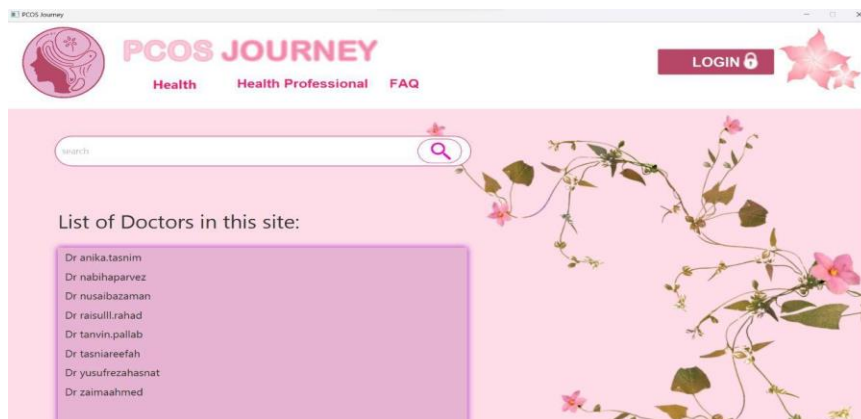 PCOS Journey
PCOS JOURNEY
LOGIN
Health Health Professional FAQ
search
List of Doctors in this site:
Dr anika.tasnim
Dr nabihaparvez
Dr nusaibazaman
Dr raisulll.rahad
Dr tanvin.pallab
Dr tasniareefah
Dr yusufrezahasnat
Dr zaimaahmed